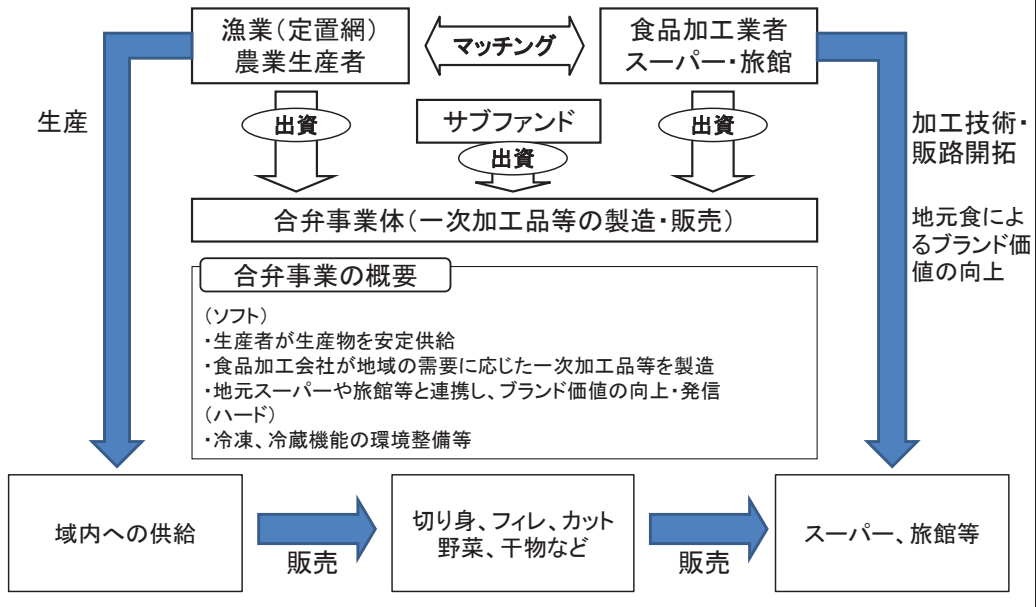 漁業(定置網)
農業生産者
マッチング
食品加工業者
スーパー・旅館
生産
出資
サブファンド
出資
出資
加工技術・
販路開拓
合弁事業体(一次加工品等の製造・販売)
地元食によ
るブランド価
値の向上
合弁事業の概要
(ソフト)
・生産者が生産物を安定供給
・食品加工会社が地域の需要に応じた一次加工品等を製造
・地元スーパーや旅館等と連携し、ブランド価値の向上・発信
(ハード)
・冷凍、冷蔵機能の環境整備等
域内への供給
販売
切り身、フィレ、カット
野菜、干物など
販売
スーパー、旅館等